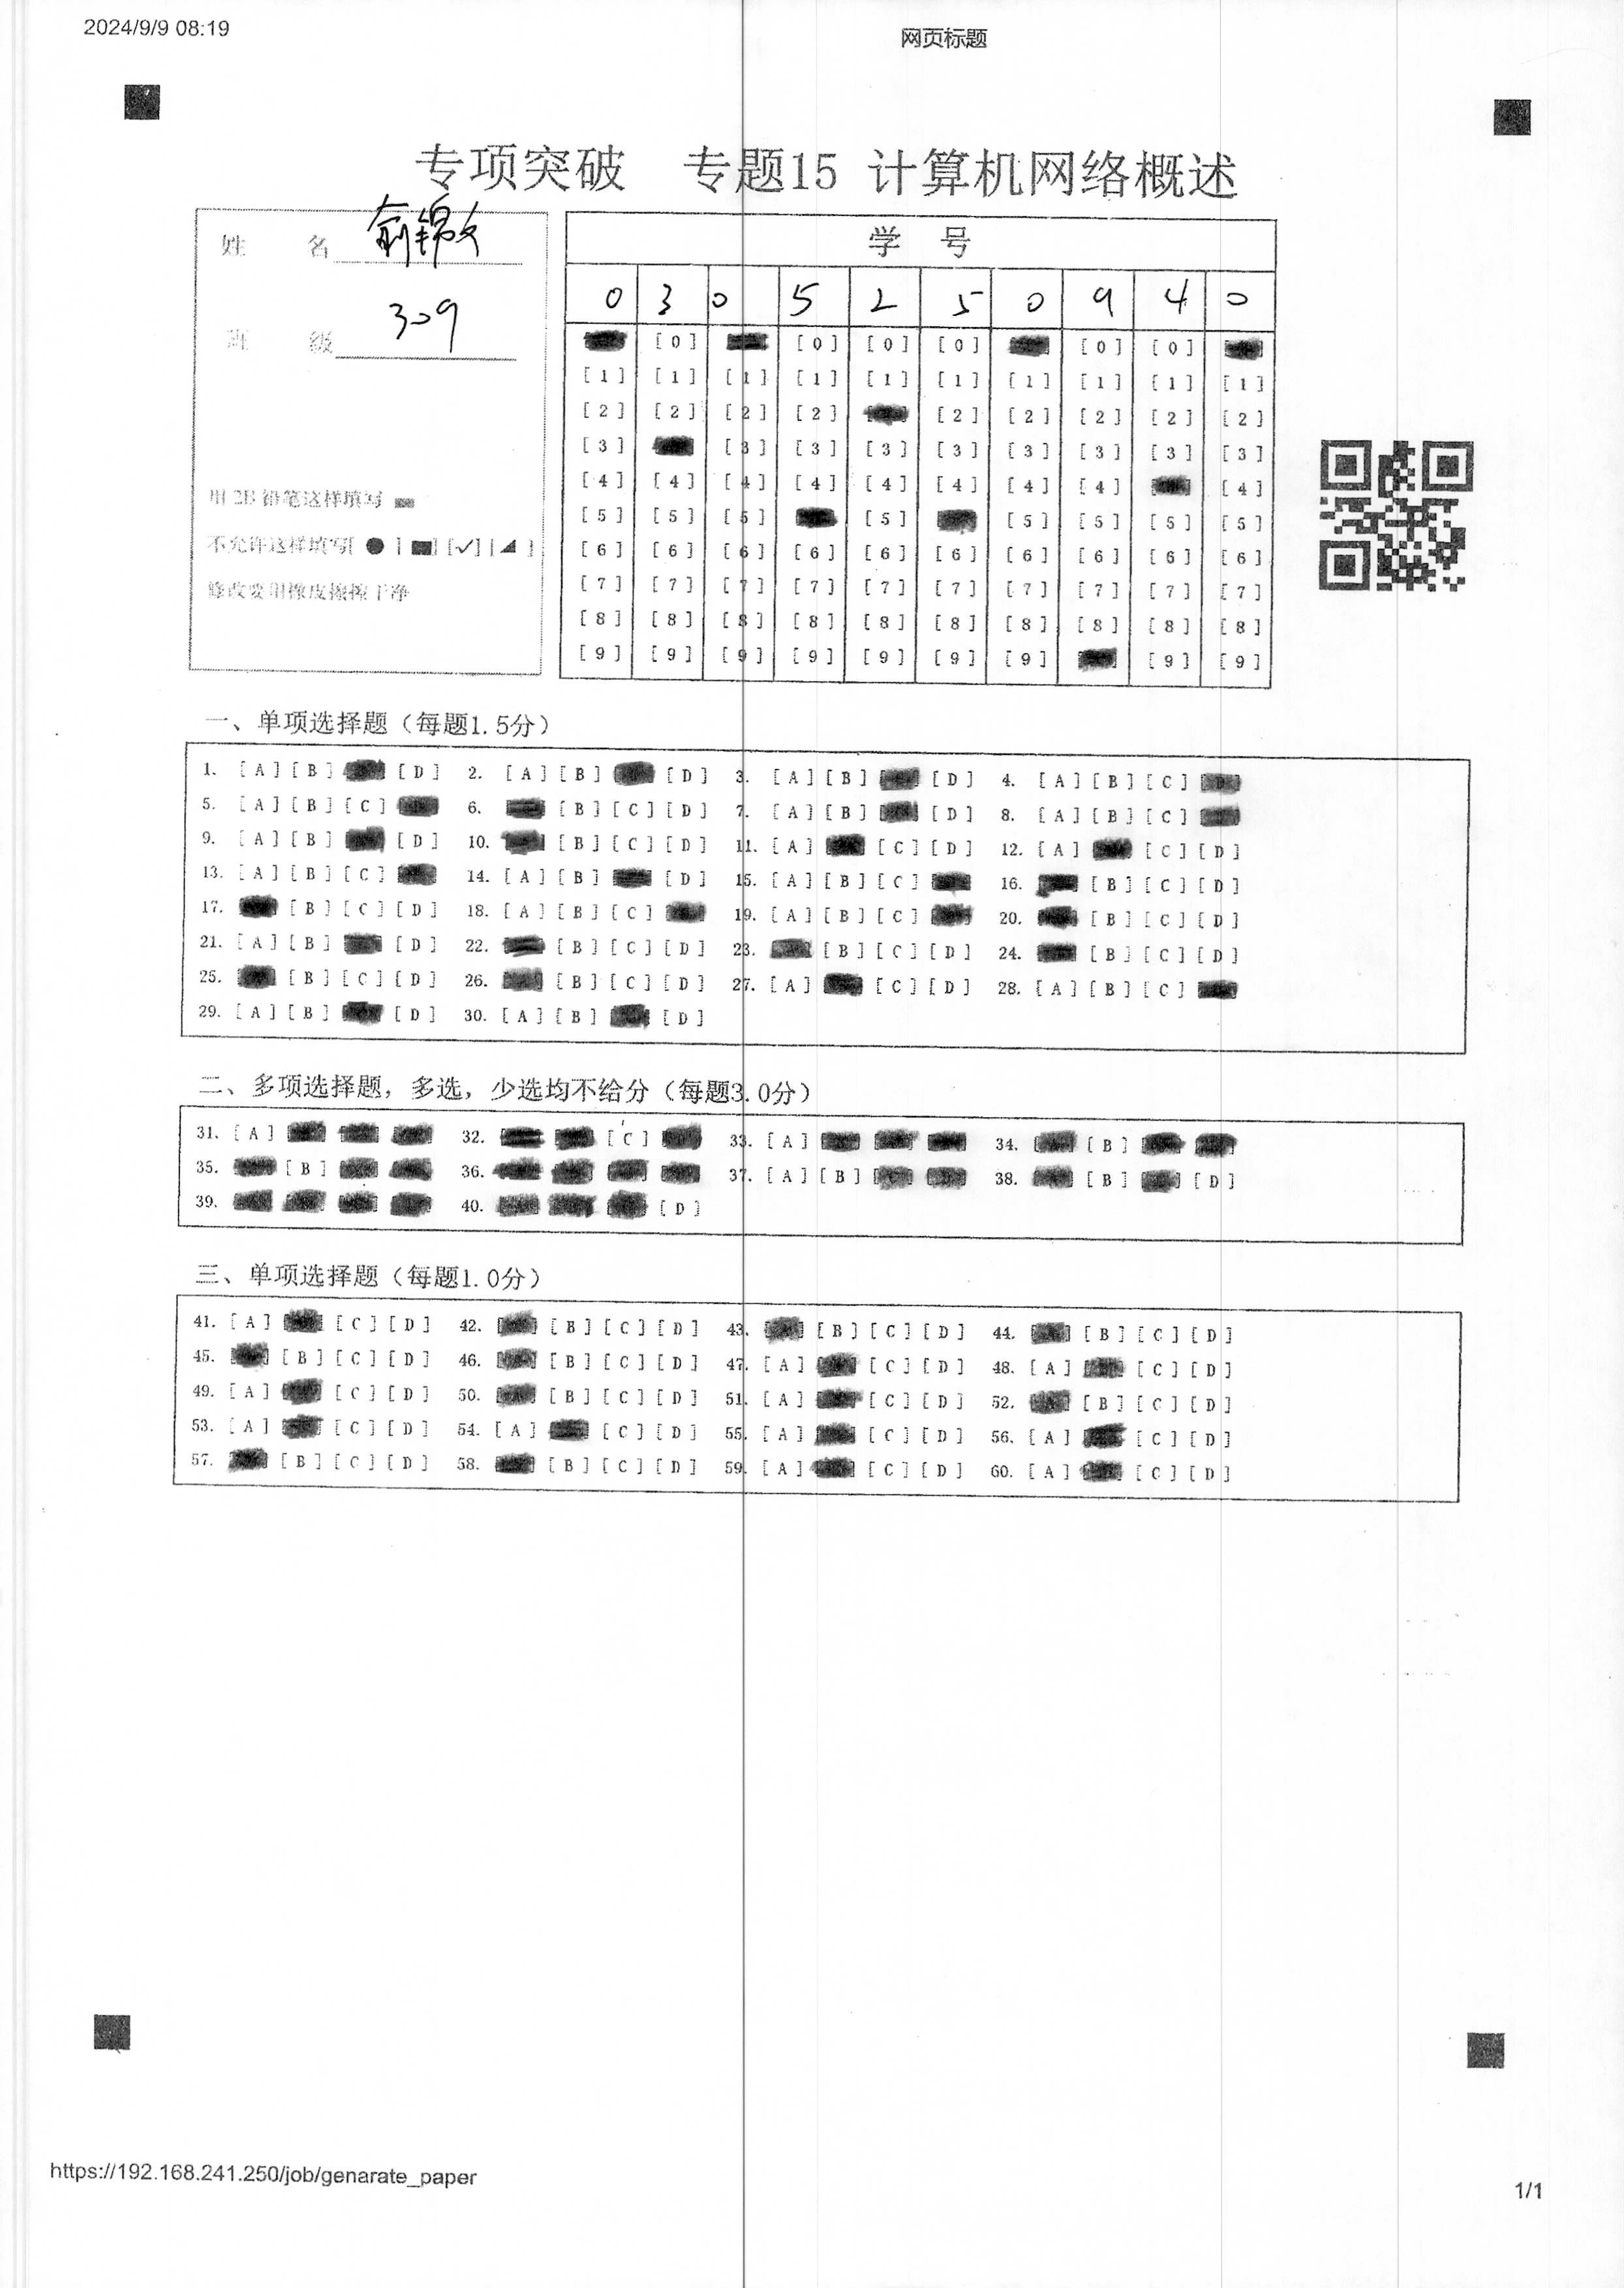 2024/9/9 08:19
网页标题
专项突破 专题15 计算机网络概述
姓 名 俞锦文
学 号
0 3 0 5 2 5 0 9 4 0
班 级 309
[0] [0] [0] [0] [0] [0]
[1] [1] [1] [1] [1] [1] [1] [1] [1] [1]
[2] [2] [2] [2] [2] [2] [2] [2] [2]
[3] [3] [3] [3] [3] [3] [3] [3] [3]
[4] [4] [4] [4] [4] [4] [4] [4] [4]
[5] [5] [5] [5] [5] [5] [5] [5]
[6] [6] [6] [6] [6] [6] [6] [6] [6] [6]
[7] [7] [7] [7] [7] [7] [7] [7] [7] [7]
[8] [8] [8] [8] [8] [8] [8] [8] [8] [8]
[9] [9] [9] [9] [9] [9] [9] [9] [9]
用2B铅笔这样填写
不允许这样填写[●] [■] [✓] [◢]
修改要用橡皮擦擦干净
一、单项选择题（每题1.5分）
1. [A] [B] [D] 2. [A] [B] [D] 3. [A] [B] [D] 4. [A] [B] [C]
5. [A] [B] [C] 6. [B] [C] [D] 7. [A] [B] [D] 8. [A] [B] [C]
9. [A] [B] [D] 10. [B] [C] [D] 11. [A] [C] [D] 12. [A] [C] [D]
13. [A] [B] [C] 14. [A] [B] [D] 15. [A] [B] [C] 16. [B] [C] [D]
17. [B] [C] [D] 18. [A] [B] [C] 19. [A] [B] [C] 20. [B] [C] [D]
21. [A] [B] [D] 22. [B] [C] [D] 23. [B] [C] [D] 24. [B] [C] [D]
25. [B] [C] [D] 26. [B] [C] [D] 27. [A] [C] [D] 28. [A] [B] [C]
29. [A] [B] [D] 30. [A] [B] [D]
二、多项选择题，多选，少选均不给分（每题3.0分）
31. [A] 32. [C] 33. [A] 34. [B]
35. [B] 36. 37. [A] [B] 38. [B] [D]
39. 40. [D]
三、单项选择题（每题1.0分）
41. [A] [C] [D] 42. [B] [C] [D] 43. [B] [C] [D] 44. [B] [C] [D]
45. [B] [C] [D] 46. [B] [C] [D] 47. [A] [C] [D] 48. [A] [C] [D]
49. [A] [C] [D] 50. [B] [C] [D] 51. [A] [C] [D] 52. [B] [C] [D]
53. [A] [C] [D] 54. [A] [C] [D] 55. [A] [C] [D] 56. [A] [C] [D]
57. [B] [C] [D] 58. [B] [C] [D] 59. [A] [C] [D] 60. [A] [C] [D]
https://192.168.241.250/job/genarate_paper
1/1